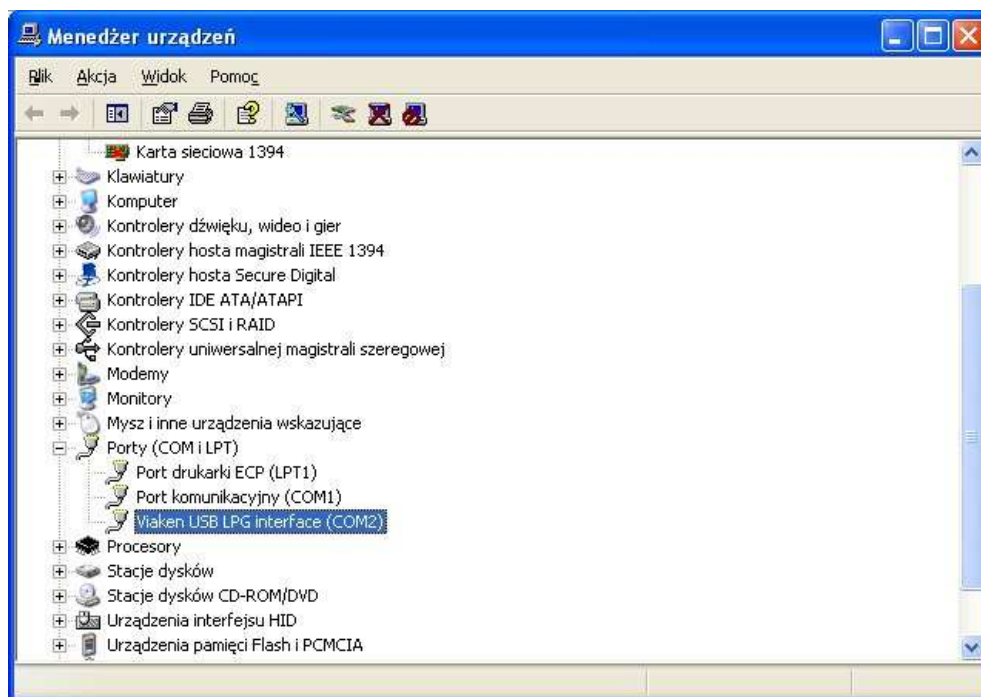 Menedżer urządzeń
Plik Akcja Widok Pomoc
Karta sieciowa 1394
Klawiatury
Komputer
Kontrolery dźwięku, wideo i gier
Kontrolery hosta magistrali IEEE 1394
Kontrolery hosta Secure Digital
Kontrolery IDE ATA/ATAPI
Kontrolery SCSI i RAID
Kontrolery uniwersalnej magistrali szeregowej
Modemy
Monitory
Mysz i inne urządzenia wskazujące
Porty (COM i LPT)
Port drukarki ECP (LPT1)
Port komunikacyjny (COM1)
Viaken USB LPG interface (COM2)
Procesory
Stacje dysków
Stacje dysków CD-ROM/DVD
Urządzenia interfejsu HID
Urządzenia pamięci Flash i PCMCIA